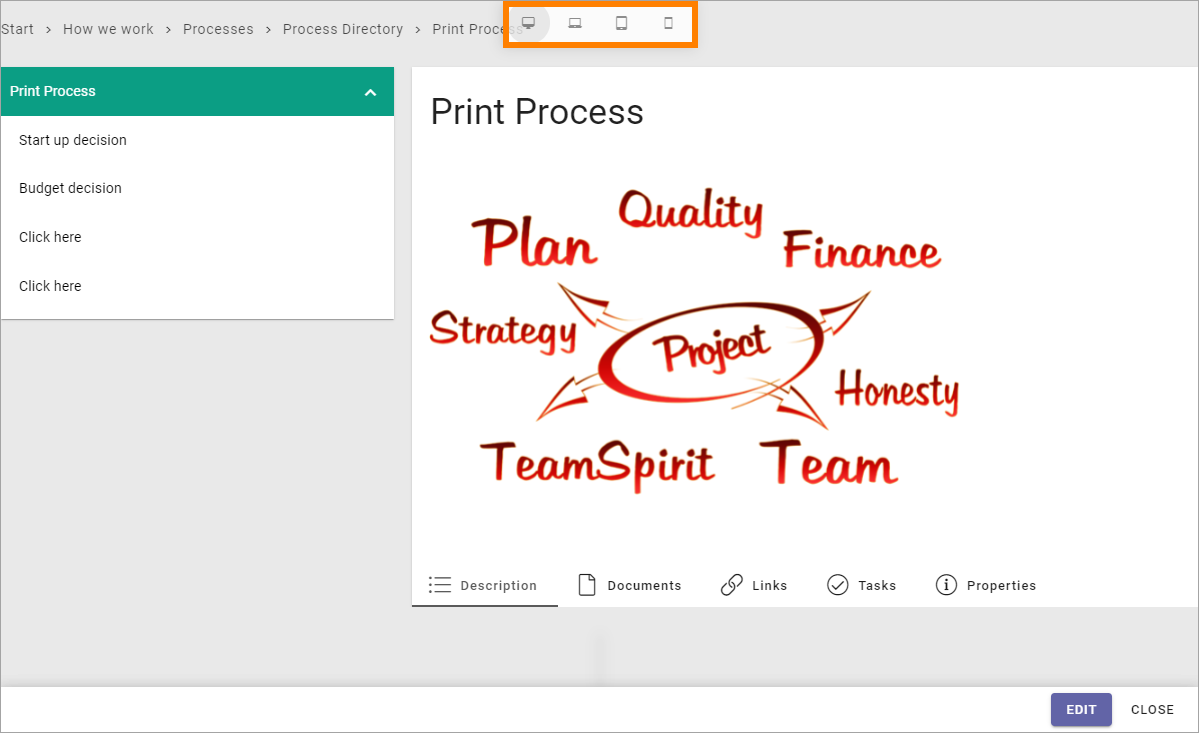 Start > How we work > Processes > Process Directory > Print Process
Print Process
Start up decision
Budget decision
Click here
Click here
Print Process
Quality
Plan
Finance
Strategy
Project
Honesty
TeamSpirit
Team
Description Documents Links Tasks Properties
EDIT CLOSE